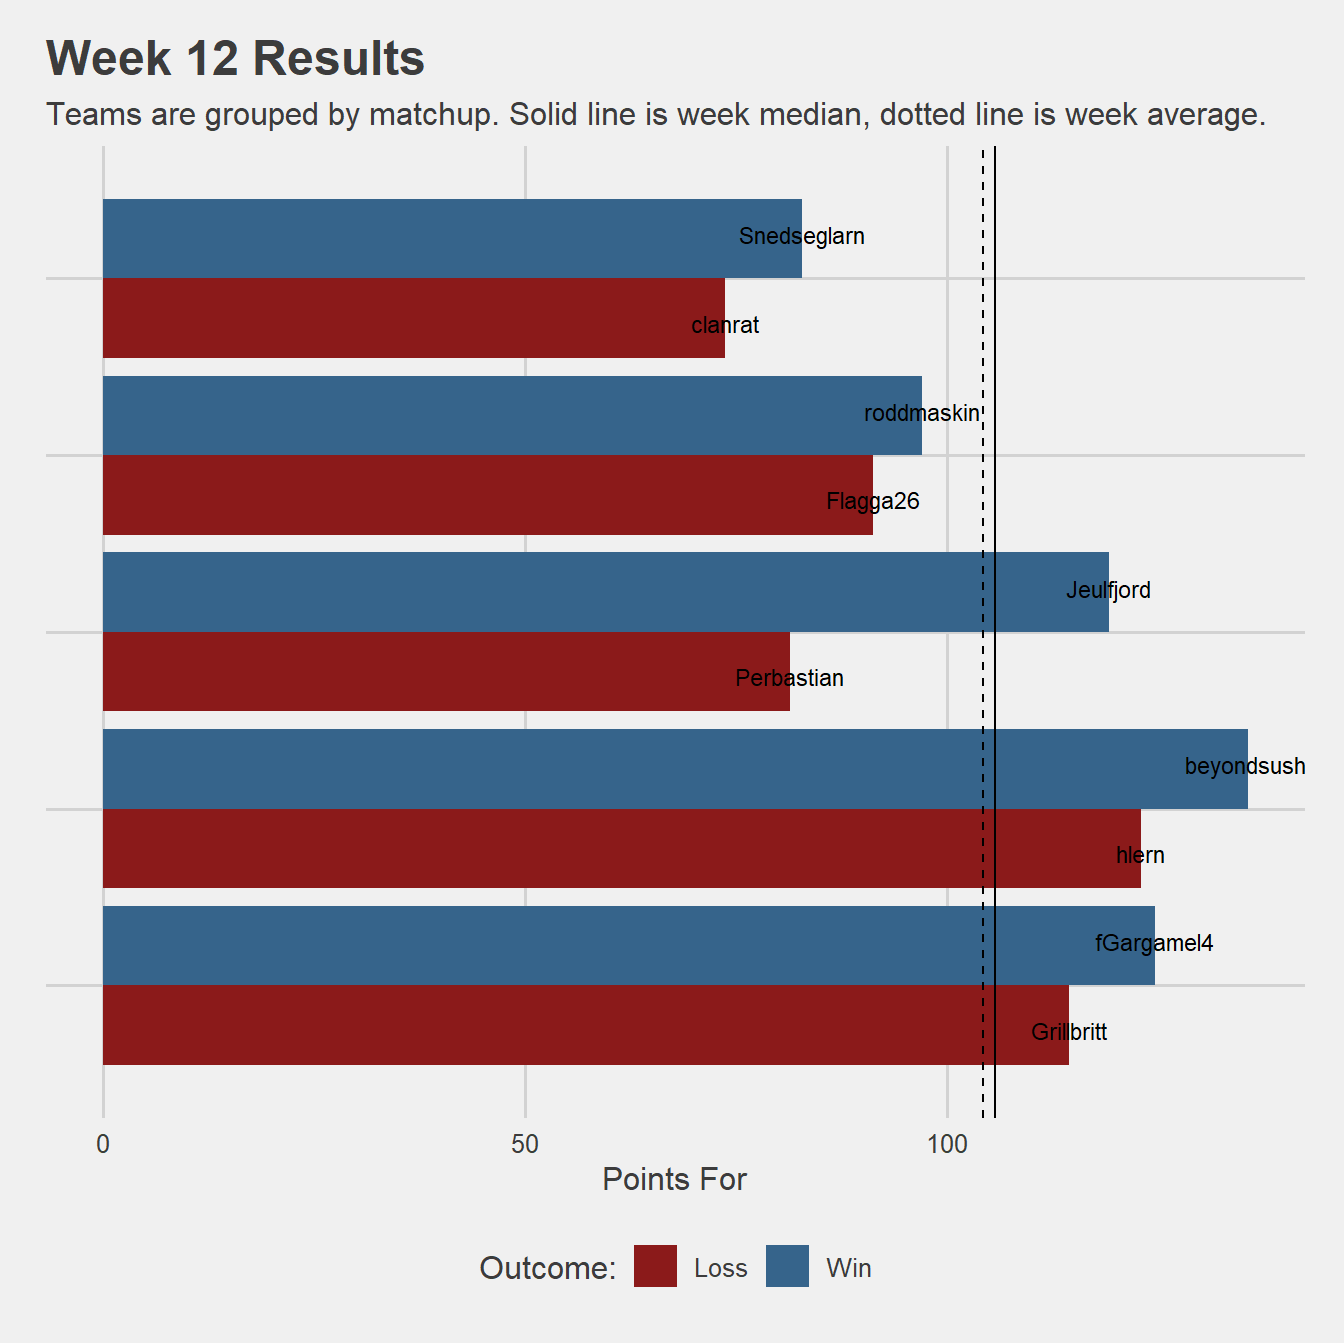 Week 12 Results
Teams are grouped by matchup. Solid line is week median, dotted line is week average.
Snedseglarn
clanrat
roddmaskin
Flagga26
Jeulfjord
Perbastian
beyondsush
hlern
fGargamel4
Grillbritt
0 50 100
Points For
Outcome: Loss Win